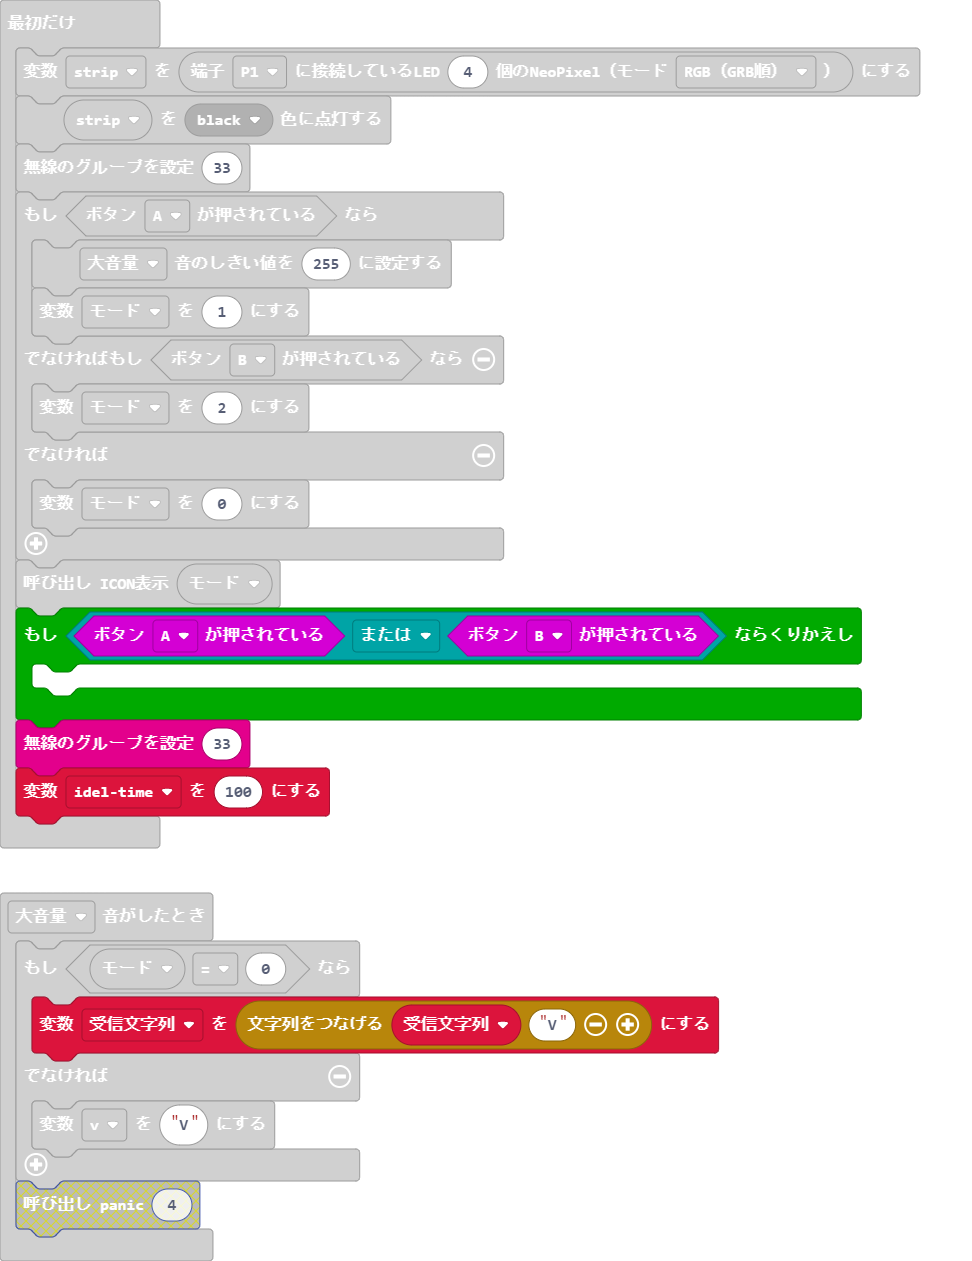 最初だけ
変数 strip を 端子 P1 に接続しているLED 4 個のNeoPixel（モード RGB（GRB順） ） にする
strip を black 色に点灯する
無線のグループを設定 33
もし ボタン A が押されている なら
大音量 音のしきい値を 255 に設定する
変数 モード を 1 にする
でなければもし ボタン B が押されている なら
変数 モード を 2 にする
でなければ
変数 モード を 0 にする
呼び出し ICON表示 モード
もし ボタン A が押されている または ボタン B が押されている ならくりかえし
無線のグループを設定 33
変数 idel-time を 100 にする
大音量 音がしたとき
もし モード = 0 なら
変数 受信文字列 を 文字列をつなげる 受信文字列 "V" にする
でなければ
変数 v を "V" にする
呼び出し panic 4